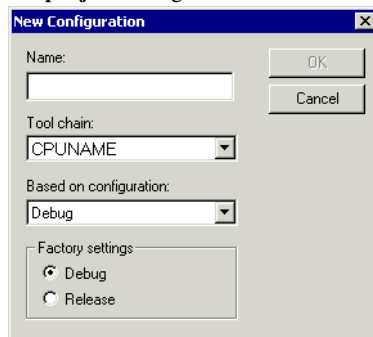 New Configuration
Name:
OK
Cancel
Tool chain:
CPUNAME
Based on configuration:
Debug
Factory settings
Debug
Release